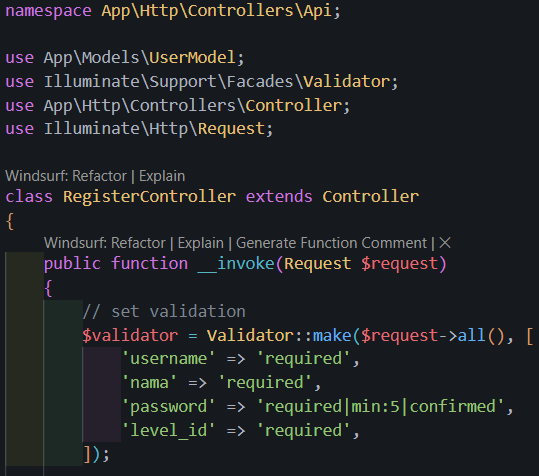 namespace App\Http\Controllers\Api;
use App\Models\UserModel;
use Illuminate\Support\Facades\Validator;
use App\Http\Controllers\Controller;
use Illuminate\Http\Request;
Windsurf: Refactor | Explain
class RegisterController extends Controller
{
Windsurf: Refactor | Explain | Generate Function Comment | ×
public function __invoke(Request $request)
{
// set validation
$validator = Validator::make($request->all(), [
'username' => 'required',
'nama' => 'required',
'password' => 'required|min:5|confirmed',
'level_id' => 'required',
]);